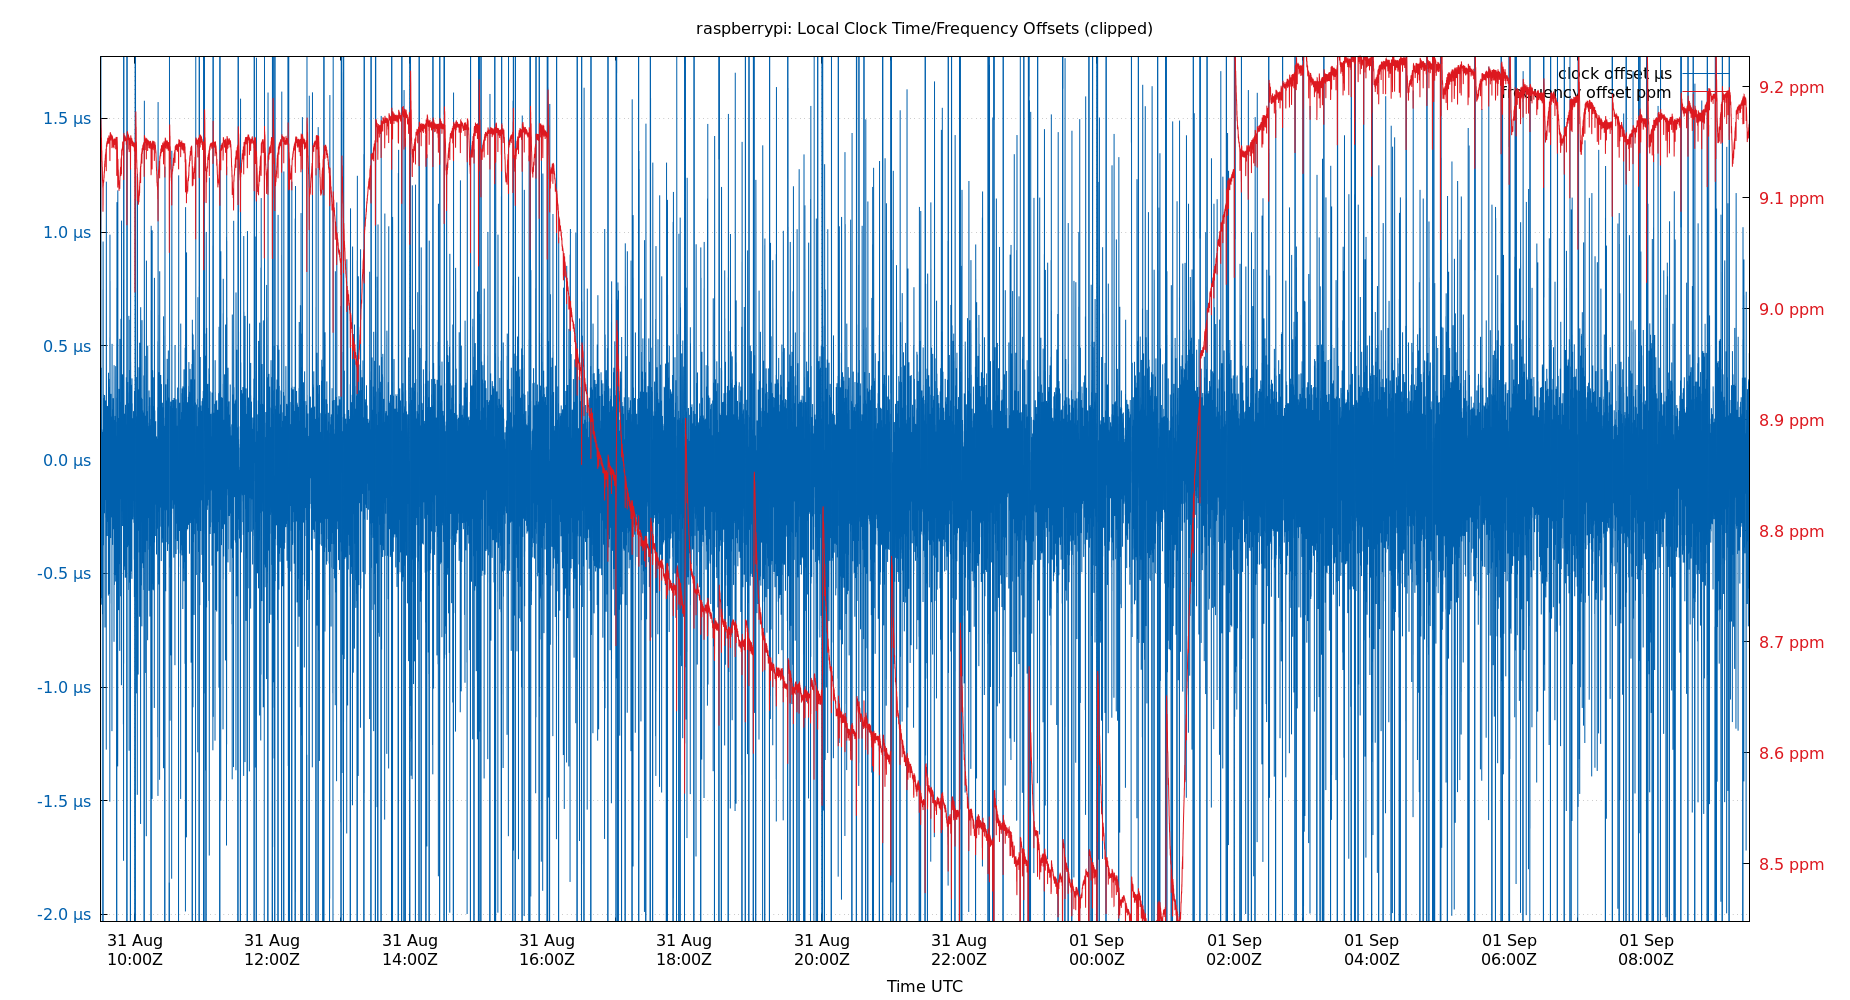 raspberrypi: Local Clock Time/Frequency Offsets (clipped)
clock offset µs
frequency offset ppm
1.5 µs
1.0 µs
0.5 µs
0.0 µs
-0.5 µs
-1.0 µs
-1.5 µs
-2.0 µs
9.2 ppm
9.1 ppm
9.0 ppm
8.9 ppm
8.8 ppm
8.7 ppm
8.6 ppm
8.5 ppm
31 Aug
10:00Z
31 Aug
12:00Z
31 Aug
14:00Z
31 Aug
16:00Z
31 Aug
18:00Z
31 Aug
20:00Z
31 Aug
22:00Z
01 Sep
00:00Z
01 Sep
02:00Z
01 Sep
04:00Z
01 Sep
06:00Z
01 Sep
08:00Z
Time UTC